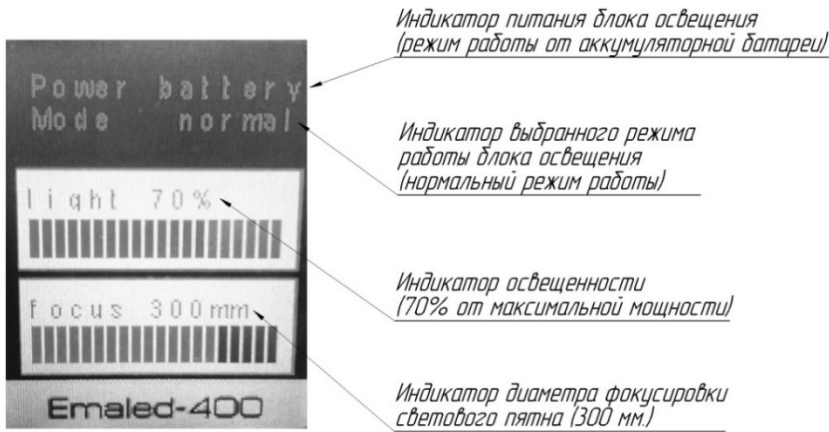 Power battery
Mode normal
light 70%
focus 300mm
Emaled-400
Индикатор питания блока освещения
(режим работы от аккумуляторной батареи)
Индикатор выбранного режима
работы блока освещения
(нормальный режим работы)
Индикатор освещенности
(70% от максимальной мощности)
Индикатор диаметра фокусировки
светового пятна (300 мм.)